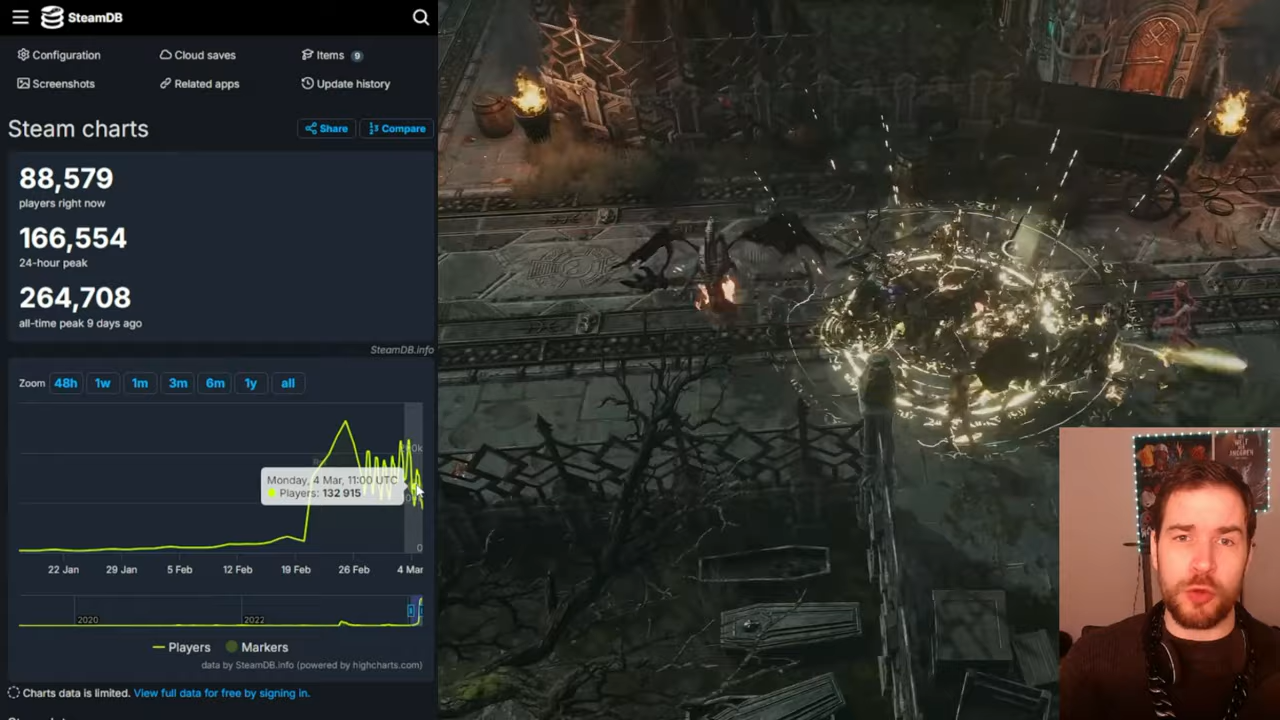 SteamDB
Configuration
Cloud saves
Items 9
Screenshots
Related apps
Update history
Steam charts
Share
Compare
88,579
players right now
166,554
24-hour peak
264,708
all-time peak 9 days ago
SteamDB.info
Zoom 48h 1w 1m 3m 6m 1y all
Monday, 4 Mar, 11:00 UTC
Players: 132 915
0
22 Jan 29 Jan 5 Feb 12 Feb 19 Feb 26 Feb 4 Mar
2020 2022
Players Markers
data by SteamDB.info (powered by highcharts.com)
Charts data is limited. View full data for free by signing in.